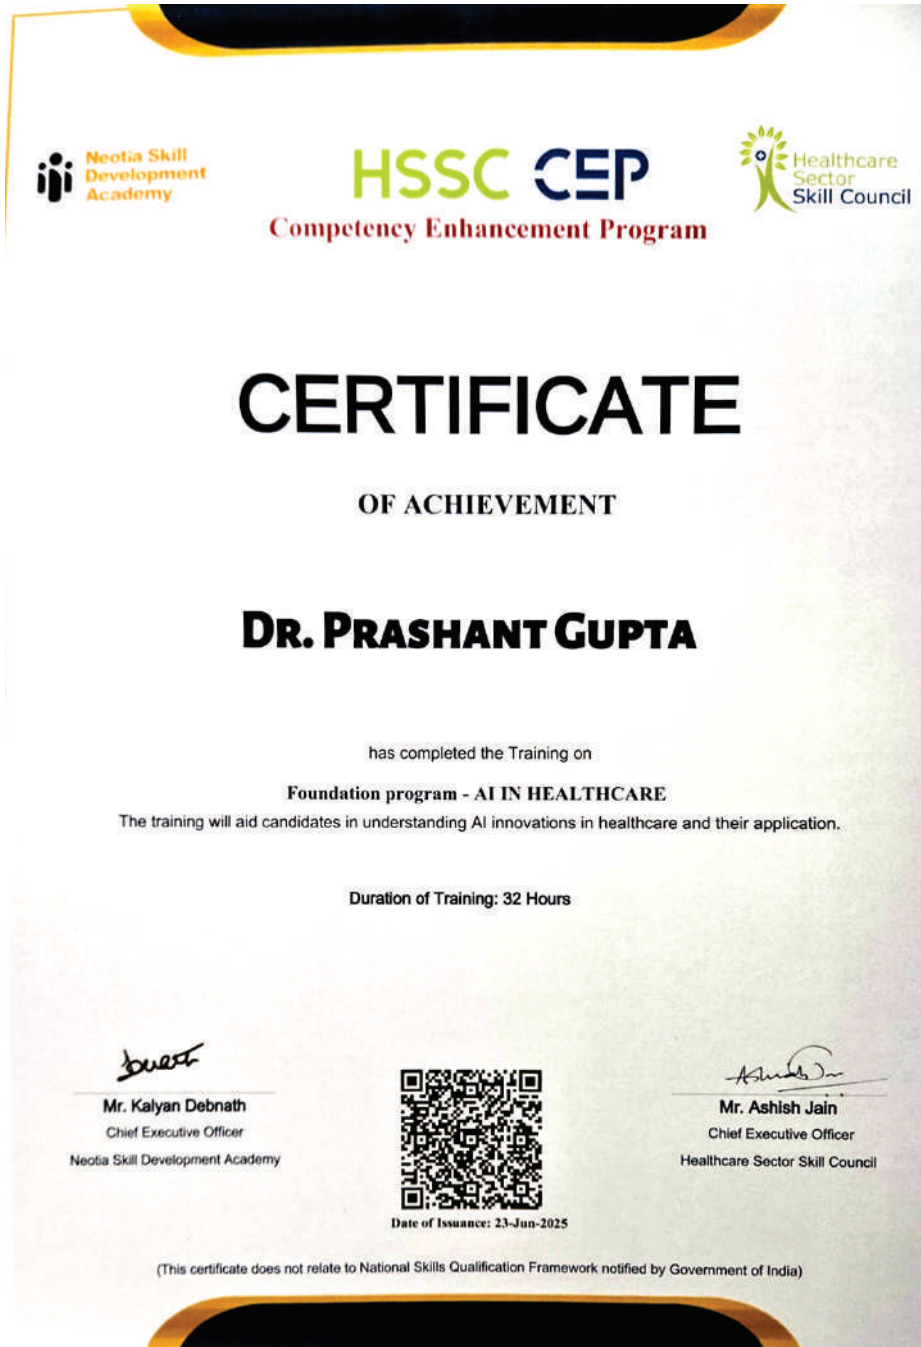 Neotia Skill
Development
Academy
HSSC CEP
Competency Enhancement Program
Healthcare
Sector
Skill Council
CERTIFICATE
OF ACHIEVEMENT
DR. PRASHANT GUPTA
has completed the Training on
Foundation program - AI IN HEALTHCARE
The training will aid candidates in understanding AI innovations in healthcare and their application.
Duration of Training: 32 Hours
Mr. Kalyan Debnath
Chief Executive Officer
Neotia Skill Development Academy
Mr. Ashish Jain
Chief Executive Officer
Healthcare Sector Skill Council
Date of Issuance: 23-Jun-2025
(This certificate does not relate to National Skills Qualification Framework notified by Government of India)